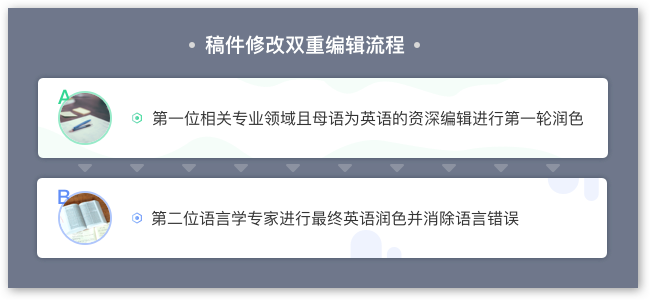 • 稿件修改双重编辑流程 •
A
第一位相关专业领域且母语为英语的资深编辑进行第一轮润色
B
第二位语言学专家进行最终英语润色并消除语言错误